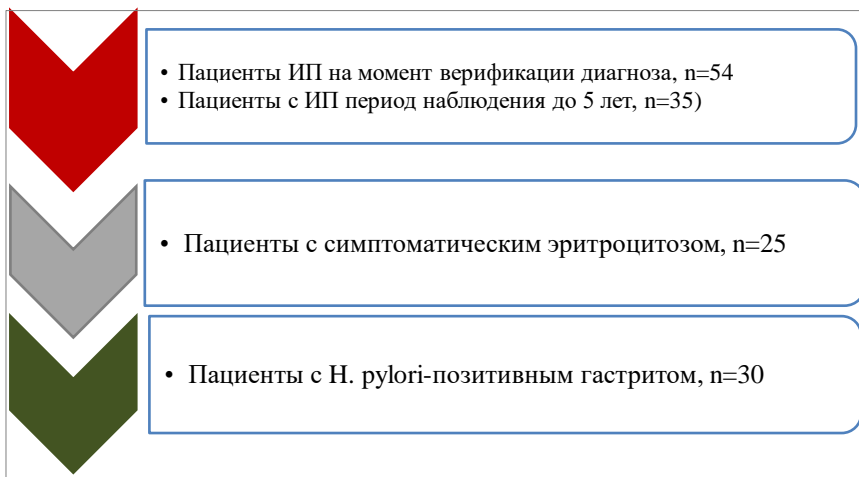 • Пациенты ИП на момент верификации диагноза, n=54
• Пациенты с ИП период наблюдения до 5 лет, n=35)
• Пациенты с симптоматическим эритроцитозом, n=25
• Пациенты с H. pylori-позитивным гастритом, n=30